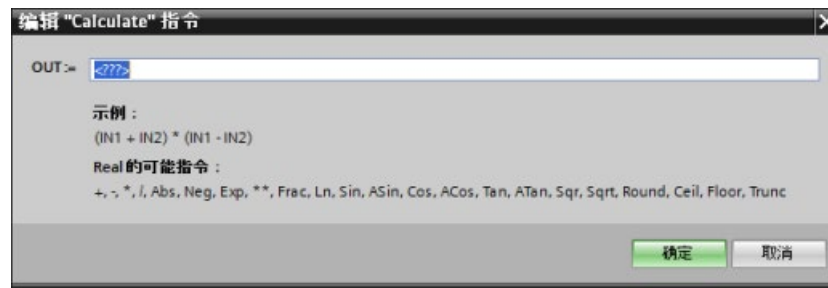 编辑 "Calculate" 指令
OUT := <???>
示例：
(IN1 + IN2) * (IN1 - IN2)
Real 的可能指令：
+, -, *, /, Abs, Neg, Exp, **, Frac, Ln, Sin, ASin, Cos, ACos, Tan, ATan, Sqr, Sqrt, Round, Ceil, Floor, Trunc
确定 取消